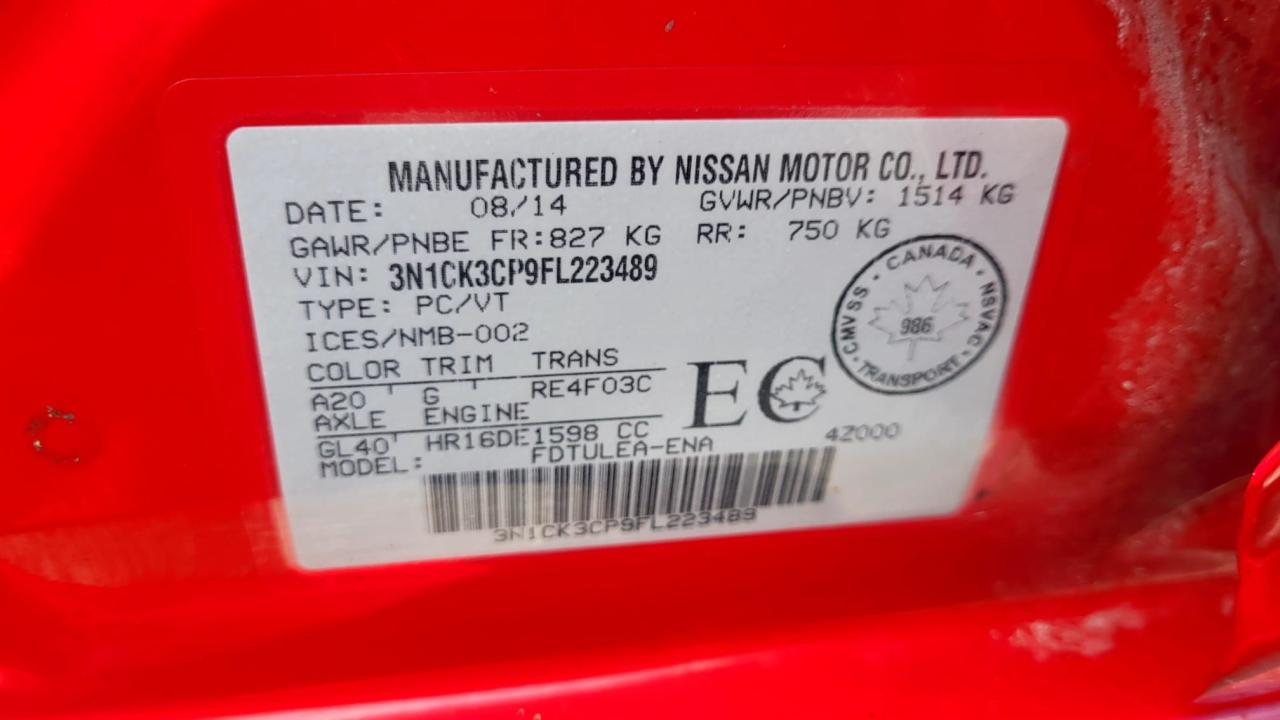 MANUFACTURED BY NISSAN MOTOR CO., LTD.
DATE: 08/14 GVWR/PNBV: 1514 KG
GAWR/PNBE FR:827 KG RR: 750 KG
VIN: 3N1CK3CP9FL223489
TYPE: PC/VT
ICES/NMB-002
COLOR TRIM TRANS
A20 G RE4F03C
AXLE ENGINE
GL40 HR16DE 1598 CC
MODEL: FDTULEA-ENA 4Z000
3N1CK3CP9FL223489
EC
CANADA · NSVAC · TRANSPORT · CMVSS ·
986